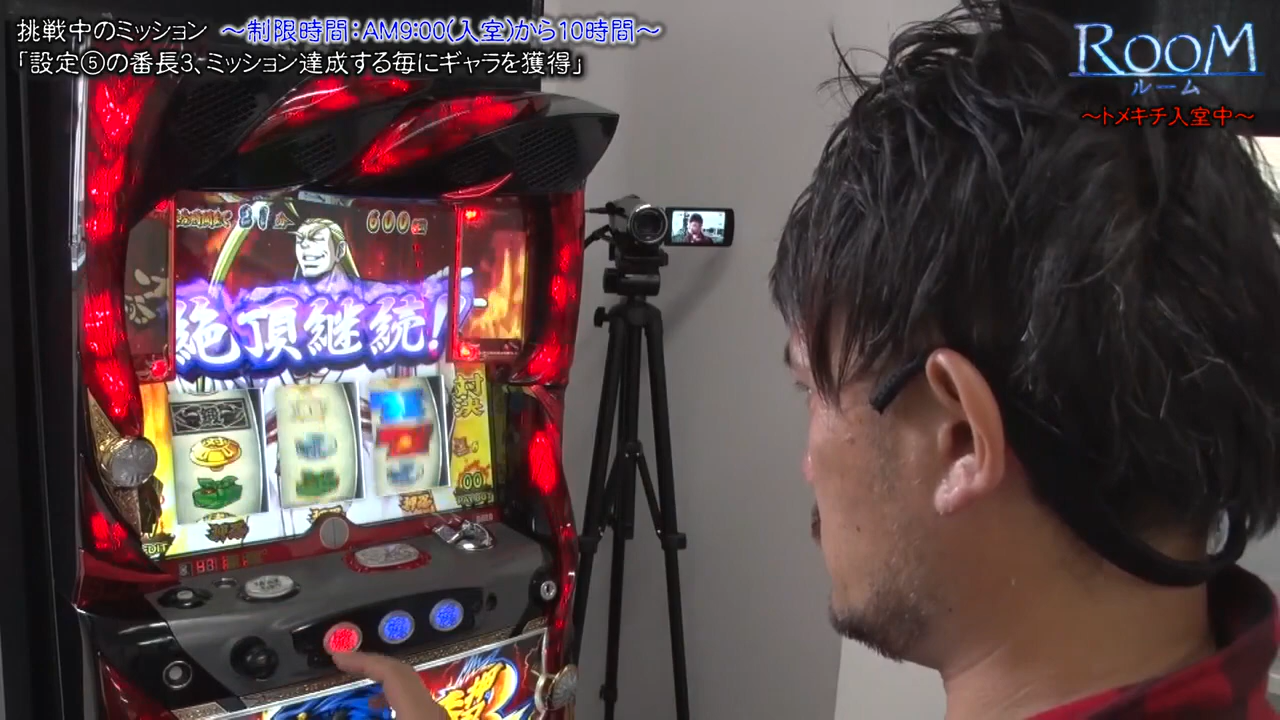 挑戦中のミッション ～制限時間：AM9:00(入室)から10時間～
「設定⑤の番長3、ミッション達成する毎にギャラを獲得」
ROOM
ルーム
～トメキチ入室中～
600
絶頂継続!
対決